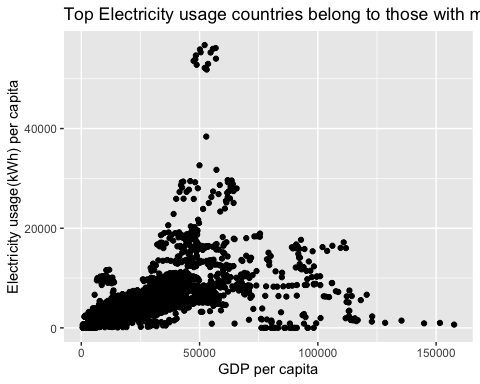 Top Electricity usage countries belong to those with
40000
20000
0
Electricity usage(kWh) per capita
0
50000
100000
150000
GDP per capita